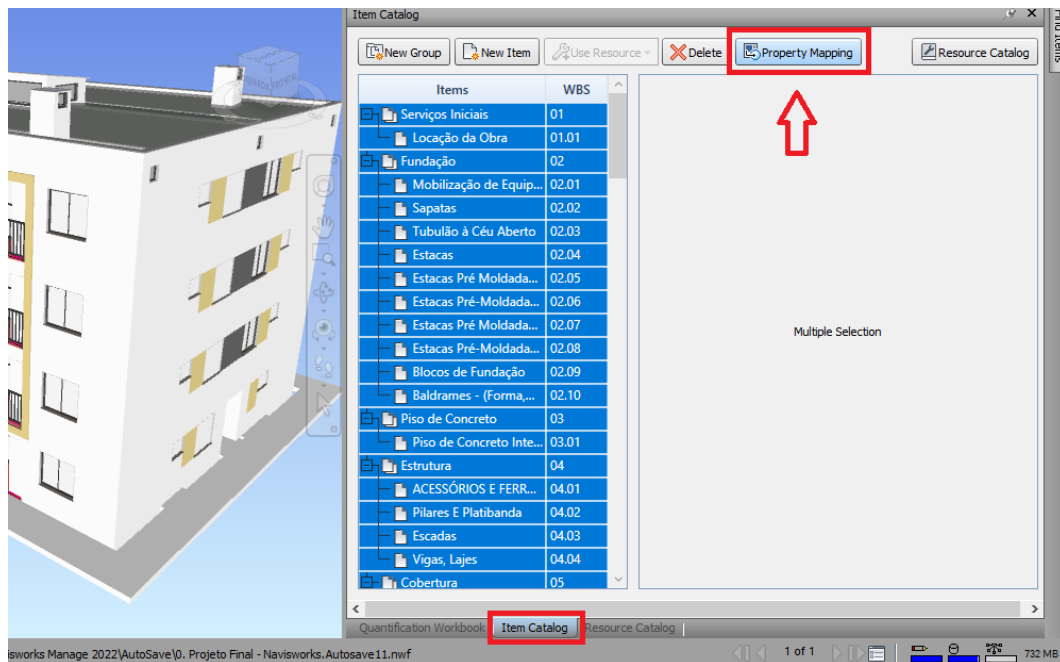 Item Catalog
New Group
New Item
Use Resource
Delete
Property Mapping
Resource Catalog
Items WBS
Serviços Iniciais 01
Locação da Obra 01.01
Fundação 02
Mobilização de Equip... 02.01
Sapatas 02.02
Tubulão à Céu Aberto 02.03
Estacas 02.04
Estacas Pré Moldada... 02.05
Estacas Pré-Moldada... 02.06
Estacas Pré Moldada... 02.07
Estacas Pré-Moldada... 02.08
Blocos de Fundação 02.09
Baldrames - (Forma,... 02.10
Piso de Concreto 03
Piso de Concreto Inte... 03.01
Estrutura 04
ACESSÓRIOS E FERR... 04.01
Pilares E Platibanda 04.02
Escadas 04.03
Vigas, Lajes 04.04
Cobertura 05
Multiple Selection
Quantification Workbook
Item Catalog
Resource Catalog
isworks Manage 2022\AutoSave\0. Projeto Final - Navisworks.Autosave11.nwf
1 of 1
732 MB